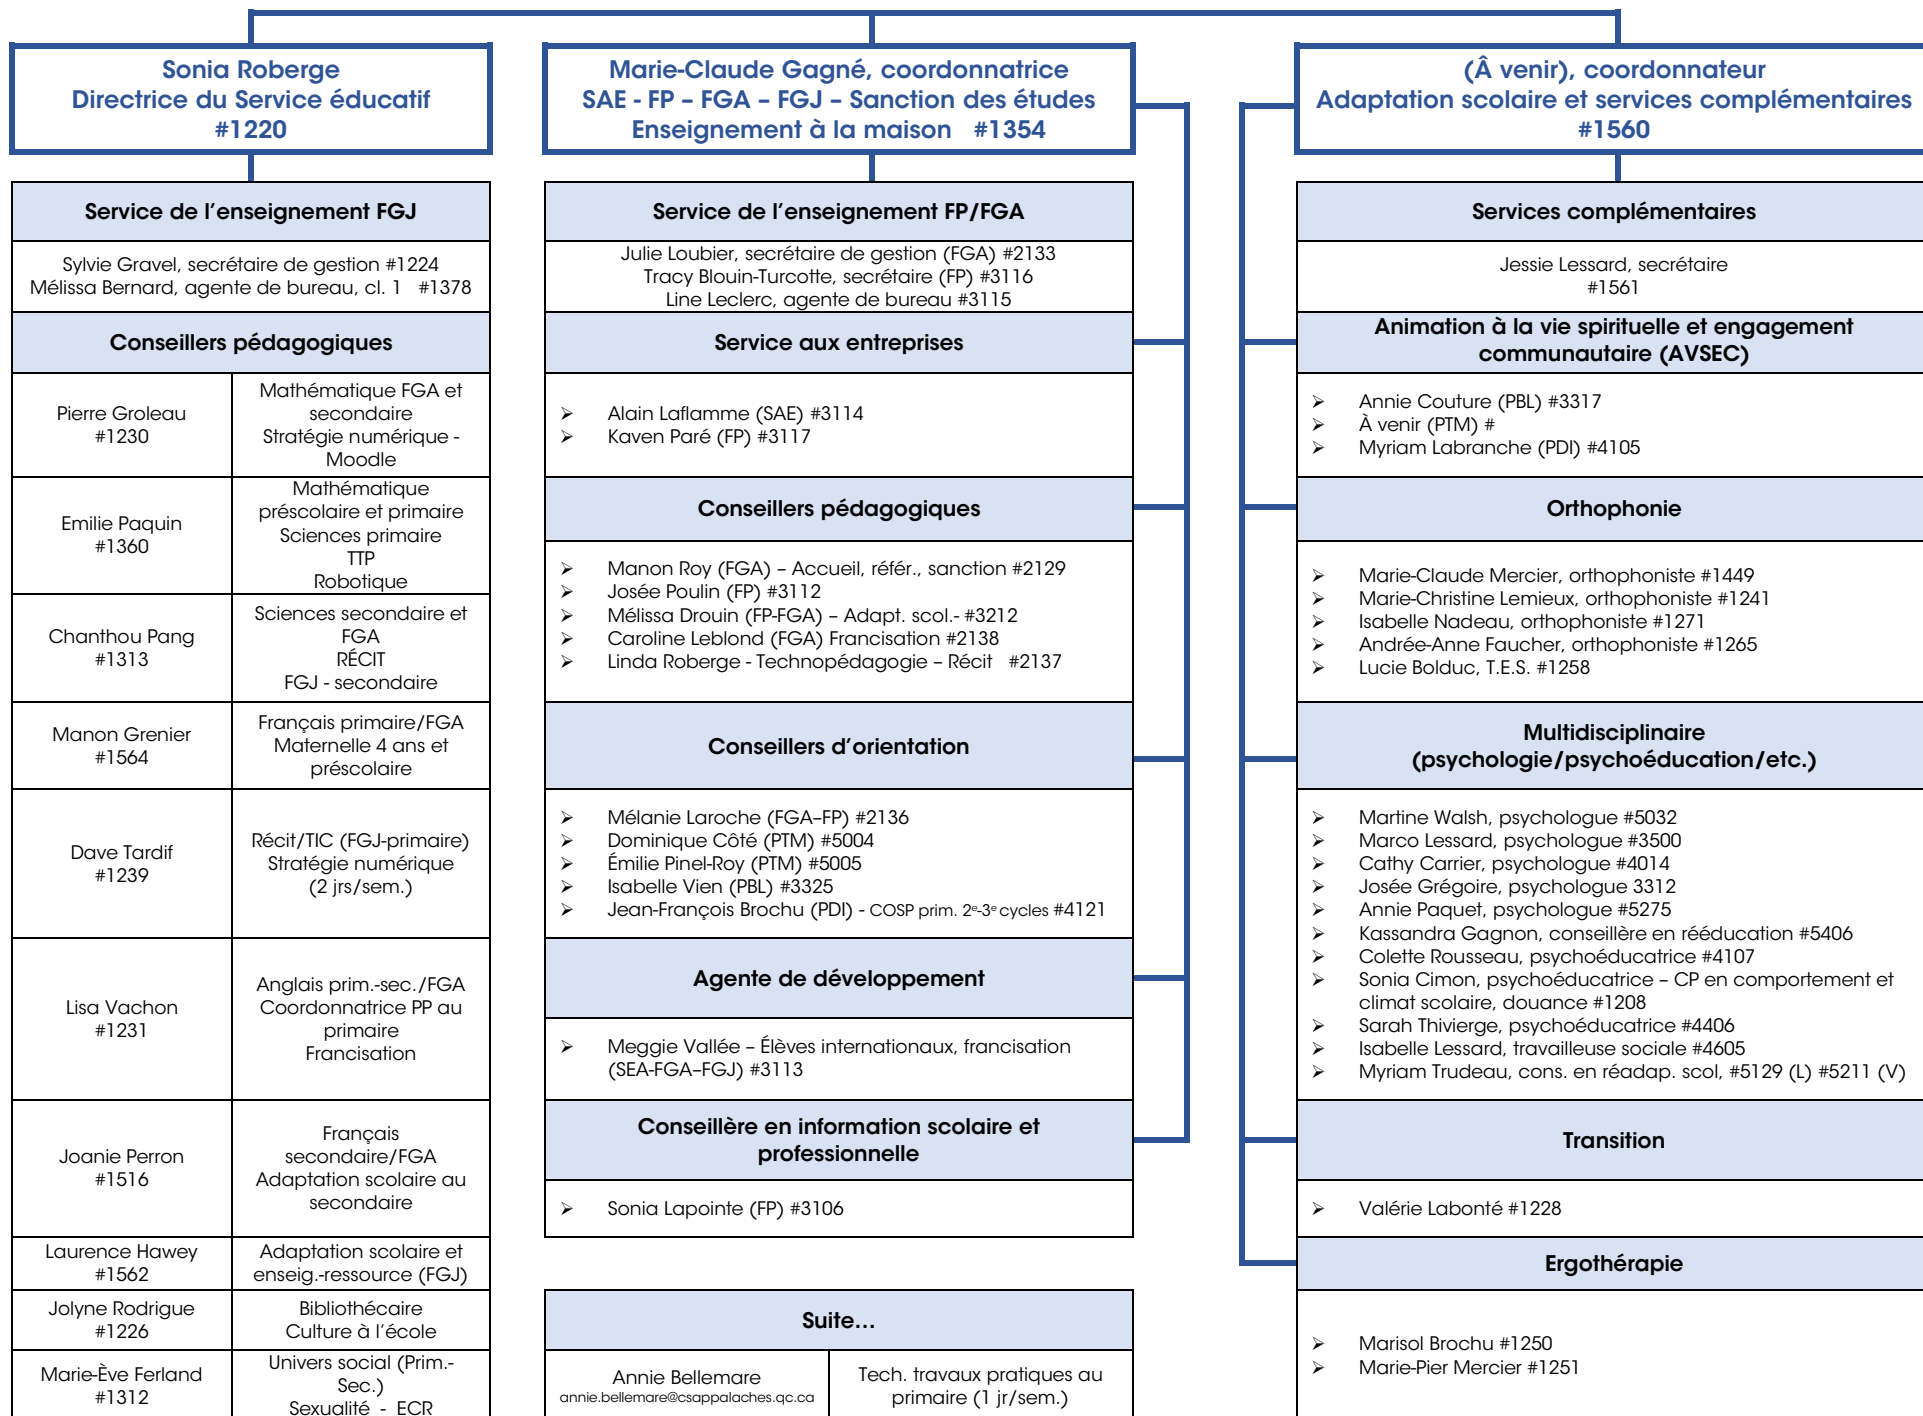 Sonia Roberge
Directrice du Service éducatif
#1220
Marie-Claude Gagné, coordonnatrice
SAE - FP – FGA – FGJ – Sanction des études
Enseignement à la maison   #1354
(Â venir), coordonnateur
Adaptation scolaire et services complémentaires
#1560
Service de l'enseignement FGJ
Sylvie Gravel, secrétaire de gestion #1224
Mélissa Bernard, agente de bureau, cl. 1   #1378
Conseillers pédagogiques
Pierre Groleau
#1230
Mathématique FGA et
secondaire
Stratégie numérique -
Moodle
Emilie Paquin
#1360
Mathématique
préscolaire et primaire
Sciences primaire
TTP
Robotique
Chanthou Pang
#1313
Sciences secondaire et
FGA
RÉCIT
FGJ - secondaire
Manon Grenier
#1564
Français primaire/FGA
Maternelle 4 ans et
préscolaire
Dave Tardif
#1239
Récit/TIC (FGJ-primaire)
Stratégie numérique
(2 jrs/sem.)
Lisa Vachon
#1231
Anglais prim.-sec./FGA
Coordonnatrice PP au
primaire
Francisation
Joanie Perron
#1516
Français
secondaire/FGA
Adaptation scolaire au
secondaire
Laurence Hawey
#1562
Adaptation scolaire et
enseig.-ressource (FGJ)
Jolyne Rodrigue
#1226
Bibliothécaire
Culture à l'école
Marie-Ève Ferland
#1312
Univers social (Prim.-
Sec.)
Sexualité - ECR
Service de l'enseignement FP/FGA
Julie Loubier, secrétaire de gestion (FGA) #2133
Tracy Blouin-Turcotte, secrétaire (FP) #3116
Line Leclerc, agente de bureau #3115
Service aux entreprises
➢ Alain Laflamme (SAE) #3114
➢ Kaven Paré (FP) #3117
Conseillers pédagogiques
➢ Manon Roy (FGA) – Accueil, référ., sanction #2129
➢ Josée Poulin (FP) #3112
➢ Mélissa Drouin (FP-FGA) – Adapt. scol.- #3212
➢ Caroline Leblond (FGA) Francisation #2138
➢ Linda Roberge - Technopédagogie – Récit   #2137
Conseillers d'orientation
➢ Mélanie Laroche (FGA–FP) #2136
➢ Dominique Côté (PTM) #5004
➢ Émilie Pinel-Roy (PTM) #5005
➢ Isabelle Vien (PBL) #3325
➢ Jean-François Brochu (PDI) - COSP prim. 2ᵉ-3ᵉ cycles #4121
Agente de développement
➢ Meggie Vallée – Élèves internationaux, francisation
(SEA-FGA–FGJ) #3113
Conseillère en information scolaire et
professionnelle
➢ Sonia Lapointe (FP) #3106
Suite…
Annie Bellemare
annie.bellemare@csappalaches.qc.ca
Tech. travaux pratiques au
primaire (1 jr/sem.)
Services complémentaires
Jessie Lessard, secrétaire
#1561
Animation à la vie spirituelle et engagement
communautaire (AVSEC)
➢ Annie Couture (PBL) #3317
➢ À venir (PTM) #
➢ Myriam Labranche (PDI) #4105
Orthophonie
➢ Marie-Claude Mercier, orthophoniste #1449
➢ Marie-Christine Lemieux, orthophoniste #1241
➢ Isabelle Nadeau, orthophoniste #1271
➢ Andrée-Anne Faucher, orthophoniste #1265
➢ Lucie Bolduc, T.E.S. #1258
Multidisciplinaire
(psychologie/psychoéducation/etc.)
➢ Martine Walsh, psychologue #5032
➢ Marco Lessard, psychologue #3500
➢ Cathy Carrier, psychologue #4014
➢ Josée Grégoire, psychologue 3312
➢ Annie Paquet, psychologue #5275
➢ Kassandra Gagnon, conseillère en rééducation #5406
➢ Colette Rousseau, psychoéducatrice #4107
➢ Sonia Cimon, psychoéducatrice – CP en comportement et
climat scolaire, douance #1208
➢ Sarah Thivierge, psychoéducatrice #4406
➢ Isabelle Lessard, travailleuse sociale #4605
➢ Myriam Trudeau, cons. en réadap. scol, #5129 (L) #5211 (V)
Transition
➢ Valérie Labonté #1228
Ergothérapie
➢ Marisol Brochu #1250
➢ Marie-Pier Mercier #1251